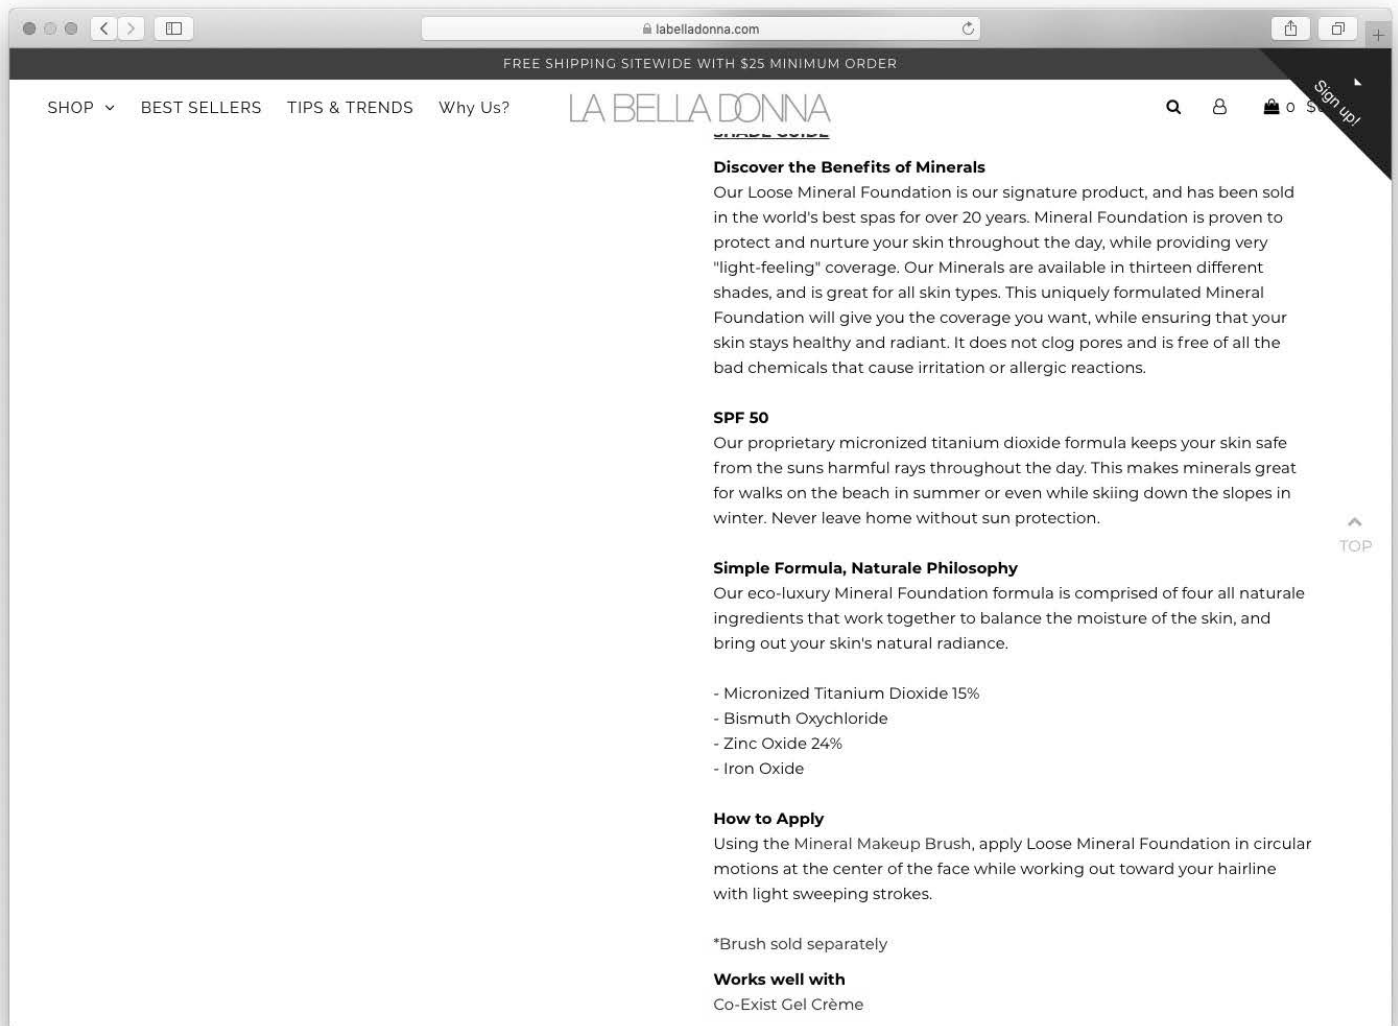 labelladonna.com
FREE SHIPPING SITEWIDE WITH $25 MINIMUM ORDER
Sign up!
SHOP BEST SELLERS TIPS & TRENDS Why Us? LA BELLA DONNA 0
SHADE GUIDE
Discover the Benefits of Minerals
Our Loose Mineral Foundation is our signature product, and has been sold
in the world's best spas for over 20 years. Mineral Foundation is proven to
protect and nurture your skin throughout the day, while providing very
"light-feeling" coverage. Our Minerals are available in thirteen different
shades, and is great for all skin types. This uniquely formulated Mineral
Foundation will give you the coverage you want, while ensuring that your
skin stays healthy and radiant. It does not clog pores and is free of all the
bad chemicals that cause irritation or allergic reactions.
SPF 50
Our proprietary micronized titanium dioxide formula keeps your skin safe
from the suns harmful rays throughout the day. This makes minerals great
for walks on the beach in summer or even while skiing down the slopes in
winter. Never leave home without sun protection.
TOP
Simple Formula, Naturale Philosophy
Our eco-luxury Mineral Foundation formula is comprised of four all naturale
ingredients that work together to balance the moisture of the skin, and
bring out your skin's natural radiance.
- Micronized Titanium Dioxide 15%
- Bismuth Oxychloride
- Zinc Oxide 24%
- Iron Oxide
How to Apply
Using the Mineral Makeup Brush, apply Loose Mineral Foundation in circular
motions at the center of the face while working out toward your hairline
with light sweeping strokes.
*Brush sold separately
Works well with
Co-Exist Gel Crème